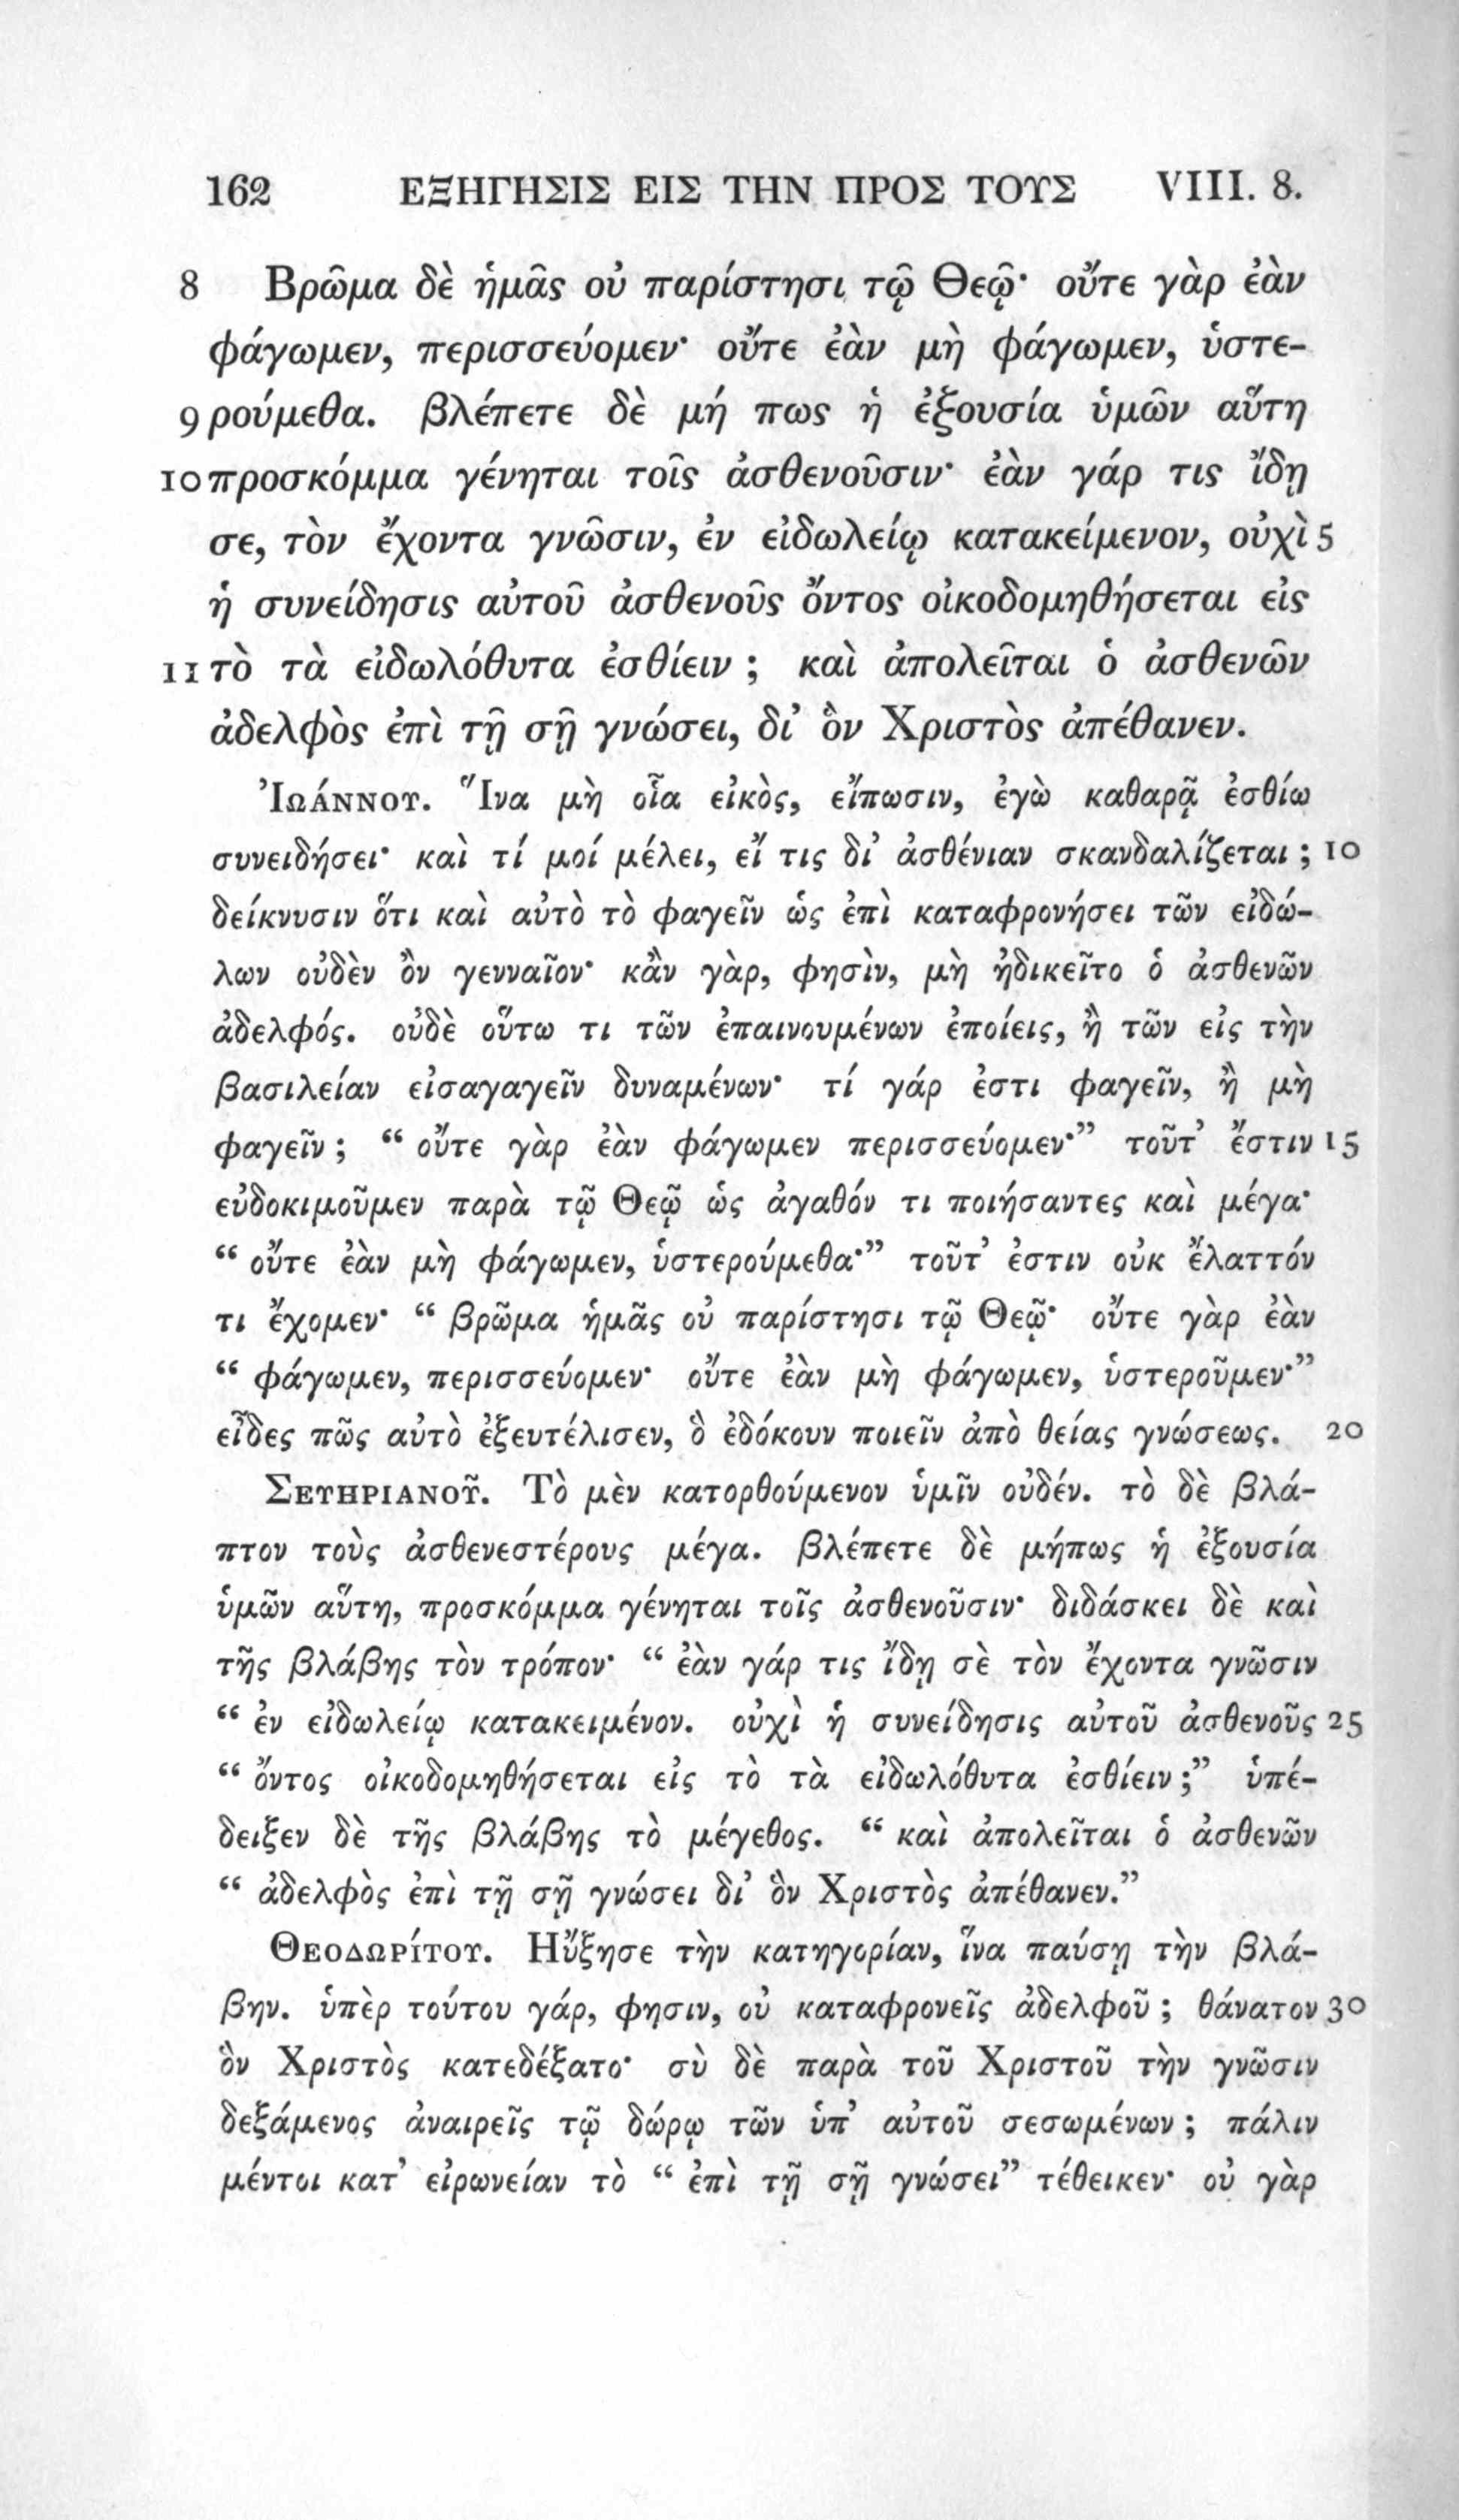 162 ΕΞΗΓΗΣΙΣ ΕΙΣ ΤΗΝ ΠΡΟΣ ΤΟΥΣ VIII. 8.
8 Βρῶμα δὲ ἡμᾶς οὐ παρίστησι τῷ Θεῷ· οὔτε γὰρ ἐὰν
φάγωμεν, περισσεύομεν· οὔτε ἐὰν μὴ φάγωμεν, ὑστε-
9 ρούμεθα. βλέπετε δὲ μή πως ἡ ἐξουσία ὑμῶν αὕτη
10 προσκόμμα γένηται τοῖς ἀσθενοῦσιν· ἐὰν γάρ τις ἴδῃ
σε, τὸν ἔχοντα γνῶσιν, ἐν εἰδωλείῳ κατακείμενον, οὐχὶ 5
ἡ συνείδησις αὐτοῦ ἀσθενοῦς ὄντος οἰκοδομηθήσεται εἰς
11 τὸ τὰ εἰδωλόθυτα ἐσθίειν ; καὶ ἀπολεῖται ὁ ἀσθενῶν
ἀδελφὸς ἐπὶ τῇ σῇ γνώσει, δι’ ὃν Χριστὸς ἀπέθανεν.
Ἰωάννου. Ἵνα μὴ οἷα εἰκὸς, εἴπωσιν, ἐγὼ καθαρᾷ ἐσθίω
συνειδήσει· καὶ τί μοί μέλει, εἴ τις δι’ ἀσθένιαν σκανδαλίζεται ; 10
δείκνυσιν ὅτι καὶ αὐτὸ τὸ φαγεῖν ὡς ἐπὶ καταφρονήσει τῶν εἰδώ-
λων οὐδὲν ὂν γενναῖον· κἂν γὰρ, φησὶν, μὴ ἠδικεῖτο ὁ ἀσθενῶν
ἀδελφός. οὐδὲ οὕτω τι τῶν ἐπαινουμένων ἐποίεις, ἢ τῶν εἰς τὴν
βασιλείαν εἰσαγαγεῖν δυναμένων· τί γάρ ἐστι φαγεῖν, ἢ μὴ
φαγεῖν ; “ οὔτε γὰρ ἐὰν φάγωμεν περισσεύομεν·” τοῦτ’ ἔστιν 15
εὐδοκιμοῦμεν παρὰ τῷ Θεῷ ὡς ἀγαθόν τι ποιήσαντες καὶ μέγα·
“ οὔτε ἐὰν μὴ φάγωμεν, ὑστερούμεθα·” τοῦτ’ ἐστιν οὐκ ἔλαττόν
τι ἔχομεν· “ βρῶμα ἡμᾶς οὐ παρίστησι τῷ Θεῷ· οὔτε γὰρ ἐὰν
“ φάγωμεν, περισσεύομεν· οὔτε ἐὰν μὴ φάγωμεν, ὑστεροῦμεν·”
εἶδες πῶς αὐτὸ ἐξευτέλισεν, ὃ ἐδόκουν ποιεῖν ἀπὸ θείας γνώσεως. 20
Σευηριανοῦ. Τὸ μὲν κατορθούμενον ὑμῖν οὐδέν. τὸ δὲ βλά-
πτον τοὺς ἀσθενεστέρους μέγα. βλέπετε δὲ μήπως ἡ ἐξουσία
ὑμῶν αὕτη, προσκόμμα γένηται τοῖς ἀσθενοῦσιν· διδάσκει δὲ καὶ
τῆς βλάβης τὸν τρόπον· “ ἐὰν γάρ τις ἴδῃ σὲ τὸν ἔχοντα γνῶσιν
“ ἐν εἰδωλείῳ κατακειμένον. οὐχὶ ἡ συνείδησις αὐτοῦ ἀσθενοῦς 25
“ ὄντος οἰκοδομηθήσεται εἰς τὸ τὰ εἰδωλόθυτα ἐσθίειν ;” ὑπέ-
δειξεν δὲ τῆς βλάβης τὸ μέγεθος. “ καὶ ἀπολεῖται ὁ ἀσθενῶν
“ ἀδελφὸς ἐπὶ τῇ σῇ γνώσει δι’ ὃν Χριστὸς ἀπέθανεν.”
Θεοδωρίτου. Ηὔξησε τὴν κατηγορίαν, ἵνα παύσῃ τὴν βλά-
βην. ὑπὲρ τούτου γάρ, φησιν, οὐ καταφρονεῖς ἀδελφοῦ ; θάνατον 30
ὃν Χριστὸς κατεδέξατο· σὺ δὲ παρὰ τοῦ Χριστοῦ τὴν γνῶσιν
δεξάμενος ἀναιρεῖς τῷ δώρῳ τῶν ὑπ’ αὐτοῦ σεσωμένων ; πάλιν
μέντοι κατ’ εἰρωνείαν τὸ “ ἐπὶ τῇ σῇ γνώσει” τέθεικεν· οὐ γὰρ